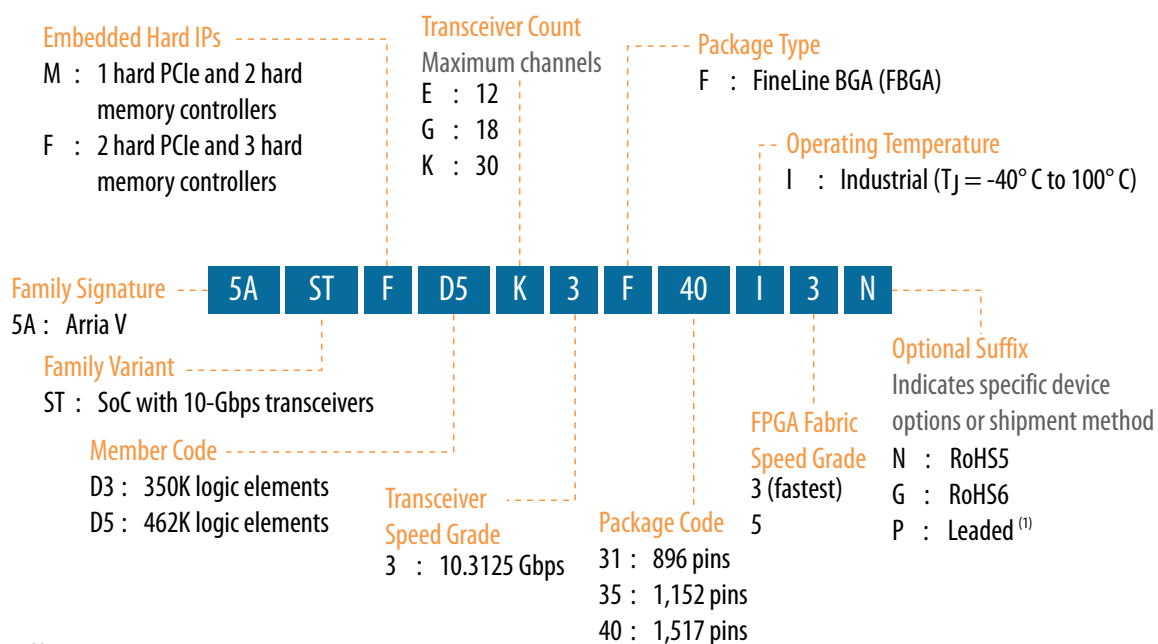 Embedded Hard IPs
M : 1 hard PCIe and 2 hard
memory controllers
F : 2 hard PCIe and 3 hard
memory controllers
Transceiver Count
Maximum channels
E : 12
G : 18
K : 30
Package Type
F : FineLine BGA (FBGA)
Operating Temperature
I : Industrial (TJ = -40° C to 100° C)
Family Signature
5A : Arria V
5A ST F D5 K 3 F 40 I 3 N
Family Variant
ST : SoC with 10-Gbps transceivers
Member Code
D3 : 350K logic elements
D5 : 462K logic elements
Transceiver
Speed Grade
3 : 10.3125 Gbps
Package Code
31 : 896 pins
35 : 1,152 pins
40 : 1,517 pins
FPGA Fabric
Speed Grade
3 (fastest)
5
Optional Suffix
Indicates specific device
options or shipment method
N : RoHS5
G : RoHS6
P : Leaded (1)